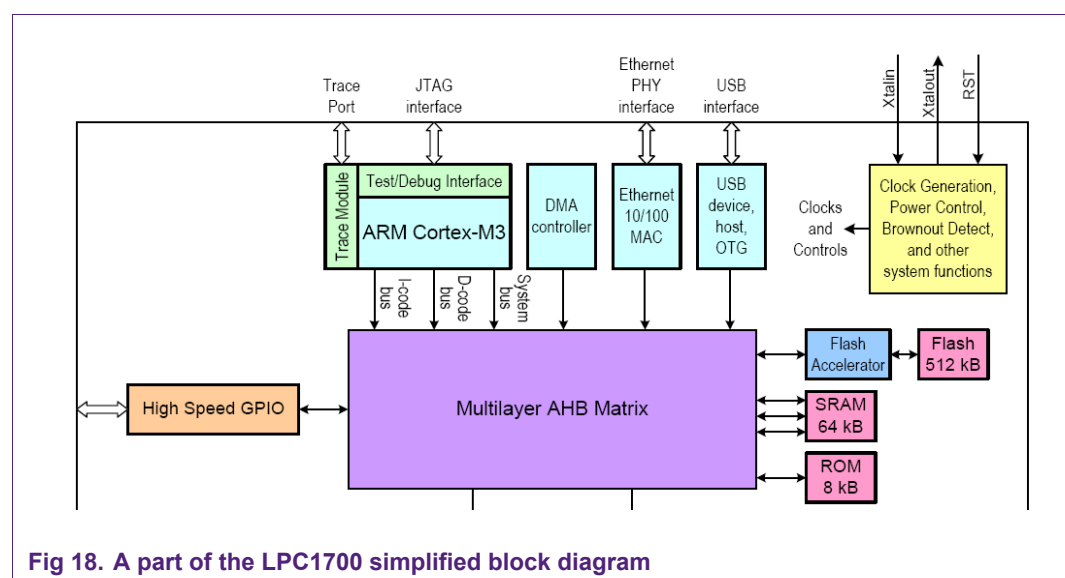 Trace
Port
JTAG
interface
Ethernet
PHY
interface
USB
interface
Xtalin
Xtalout
RST
Trace Module
Test/Debug Interface
ARM Cortex-M3
DMA
controller
Ethernet
10/100
MAC
USB
device,
host,
OTG
Clocks
and
Controls
Clock Generation,
Power Control,
Brownout Detect,
and other
system functions
I-code
bus
D-code
bus
System
bus
High Speed GPIO
Multilayer AHB Matrix
Flash
Accelerator
Flash
512 kB
SRAM
64 kB
ROM
8 kB
Fig 18. A part of the LPC1700 simplified block diagram